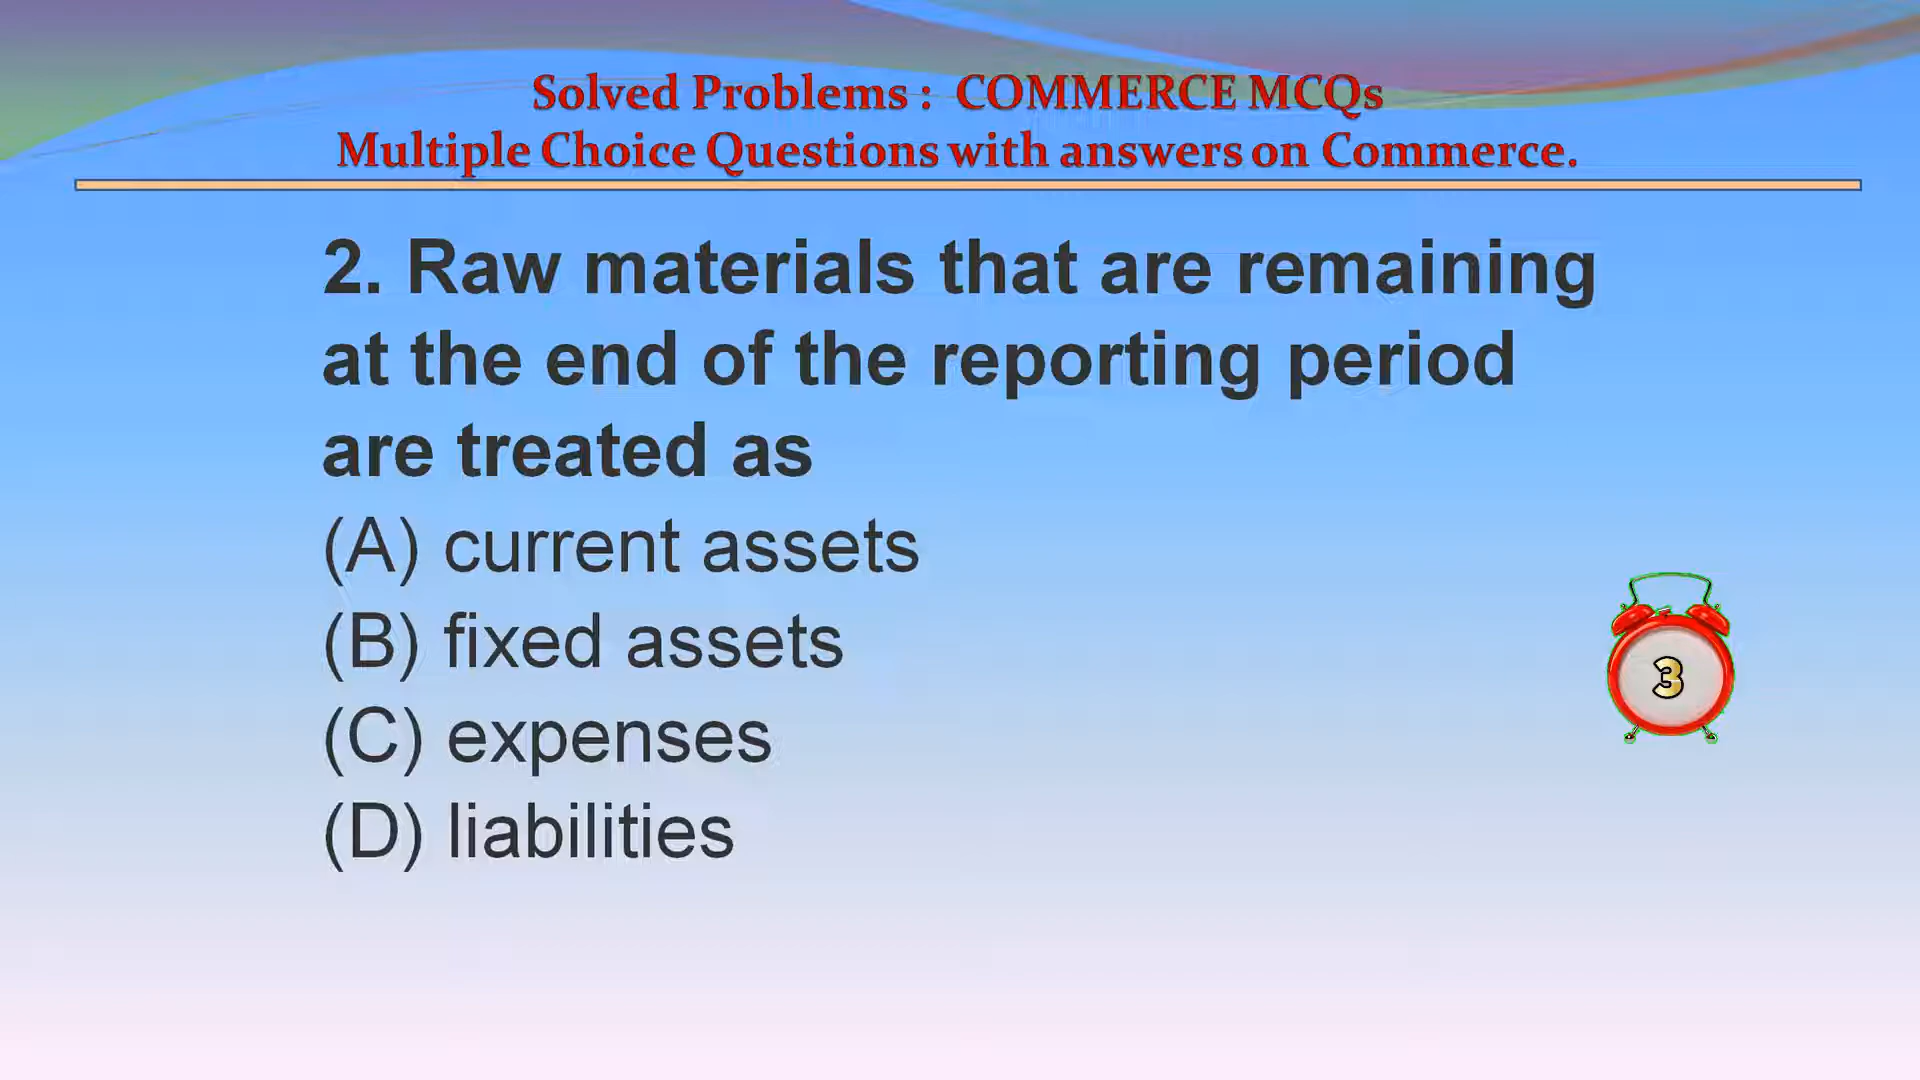 Solved Problems : COMMERCE MCQs
Multiple Choice Questions with answers on Commerce.
2. Raw materials that are remaining
at the end of the reporting period
are treated as
(A) current assets
(B) fixed assets
(C) expenses
(D) liabilities
3